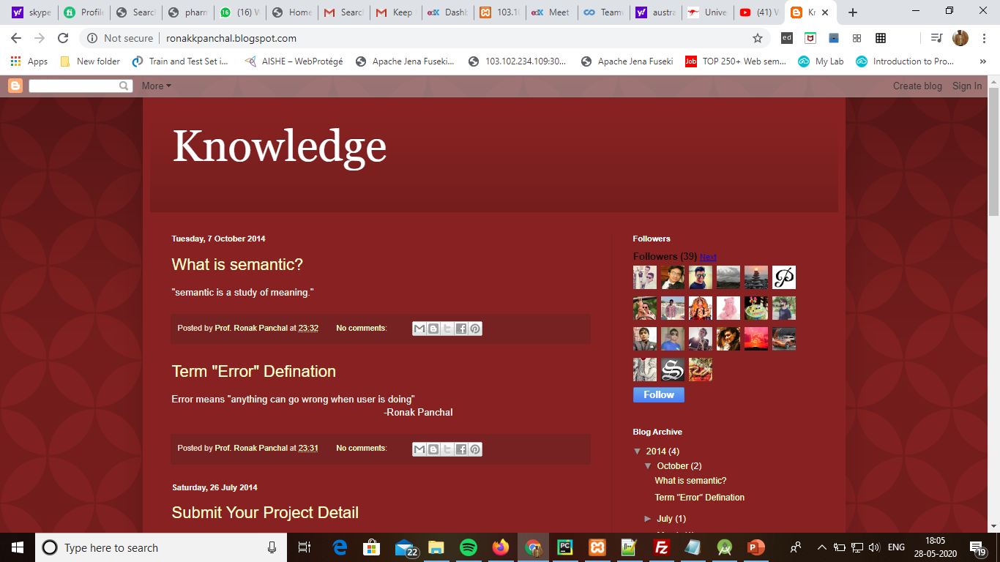 skype
Profile
Search
pharm
(16) W
Home
Search
Keep
Dashb
103.10
Meet
Team
austra
Unive
(41) W
Kn
Not secure
ronakkpanchal.blogspot.com
Apps
New folder
Train and Test Set i...
AISHE – WebProtégé
Apache Jena Fuseki...
103.102.234.109:30...
Apache Jena Fuseki
TOP 250+ Web sem...
My Lab
Introduction to Pro...
»
More
Create blog
Sign In
Knowledge
Tuesday, 7 October 2014
What is semantic?
"semantic is a study of meaning."
Posted by Prof. Ronak Panchal at 23:32 No comments:
Term "Error" Defination
Error means "anything can go wrong when user is doing"
-Ronak Panchal
Posted by Prof. Ronak Panchal at 23:31 No comments:
Saturday, 26 July 2014
Submit Your Project Detail
Followers
Followers (39) Next
Follow
Blog Archive
▼ 2014 (4)
▼ October (2)
What is semantic?
Term "Error" Defination
► July (1)
Type here to search
22
ENG
18:05
28-05-2020
19